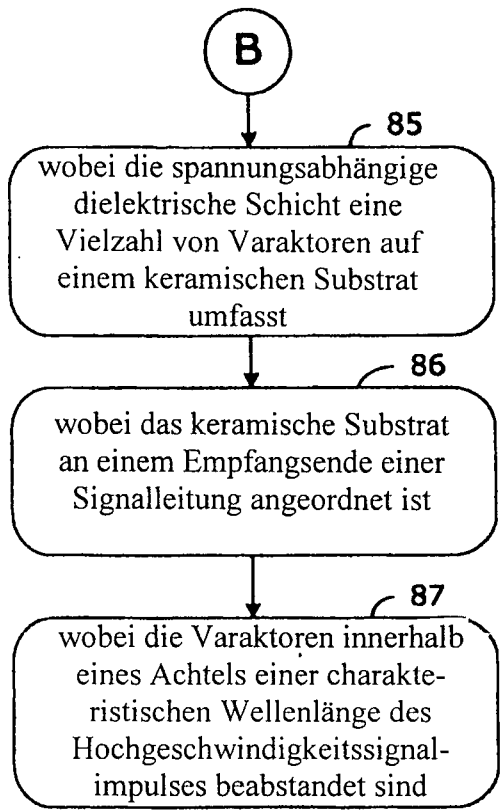 B
85
wobei die spannungsabhängige
dielektrische Schicht eine
Vielzahl von Varaktoren auf
einem keramischen Substrat
umfasst
86
wobei das keramische Substrat
an einem Empfangsende einer
Signalleitung angeordnet ist
87
wobei die Varaktoren innerhalb
eines Achtels einer charakte-
ristischen Wellenlänge des
Hochgeschwindigkeitssignal-
impulses beabstandet sind